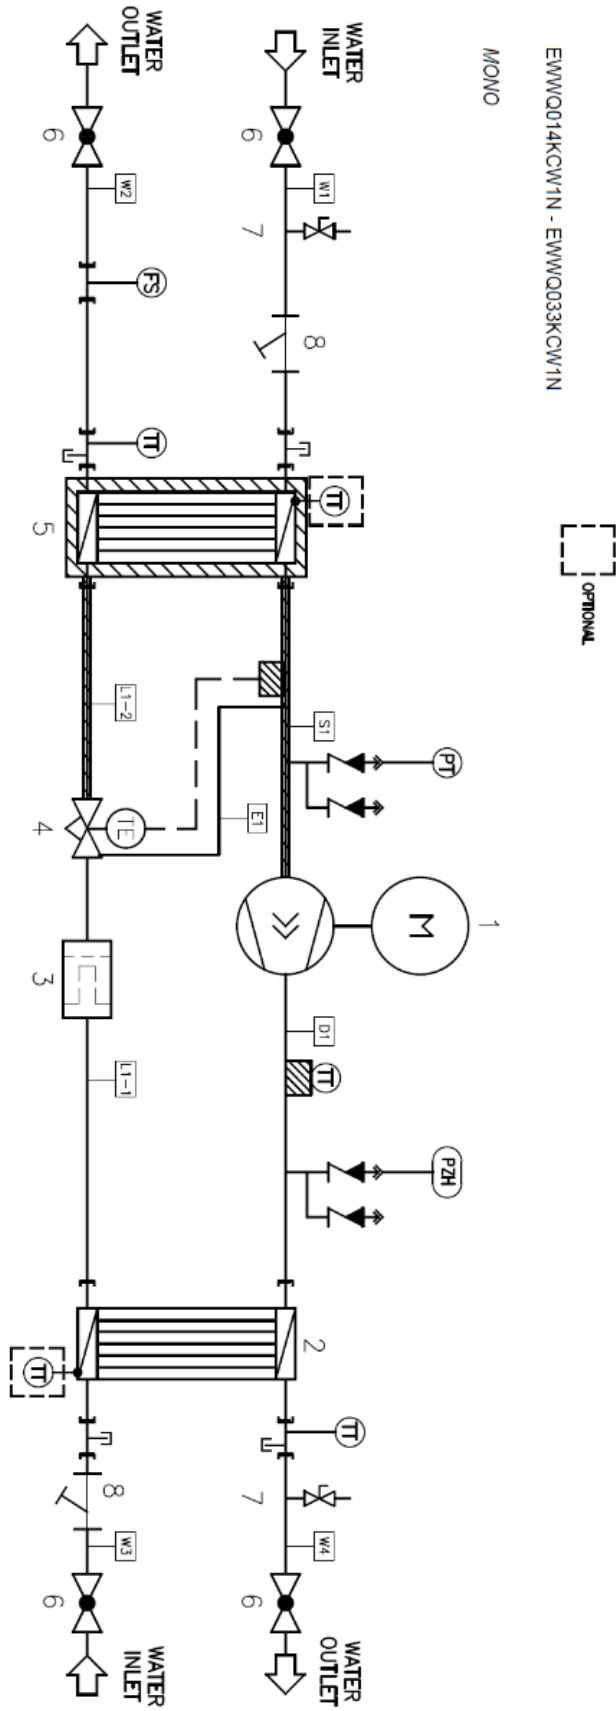 OPTIONAL
EWWQ014KCW1N - EWWQ033KCW1N
MONO
1
PT
PZH
M
WATER
INLET
W1
8
TT
S1
D1
TT
2
TT
W4
WATER
OUTLET
6
7
E1
7
6
WATER
OUTLET
W2
FS
TT
L1-2
TE
L1-1
8
W3
WATER
INLET
6
5
4
3
TT
6